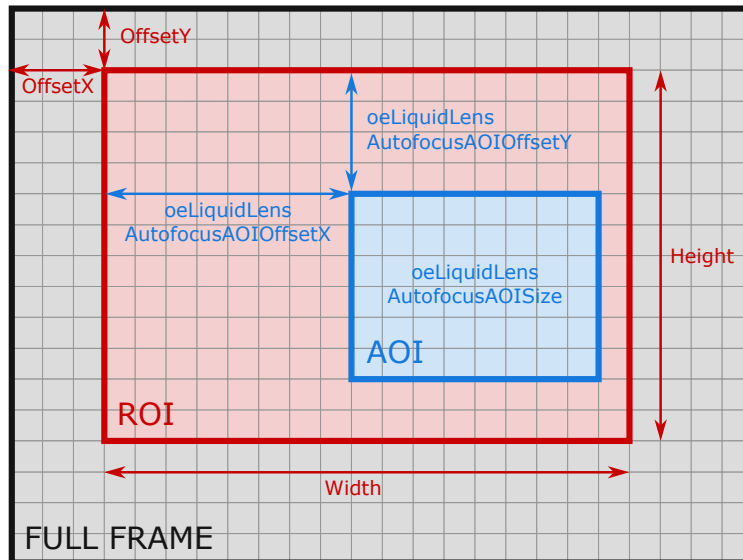 OffsetY
OffsetX
oeLiquidLens
AutofocusAOIOffsetY
oeLiquidLens
AutofocusAOIOffsetX
Height
oeLiquidLens
AutofocusAOISize
AOI
ROI
Width
FULL FRAME